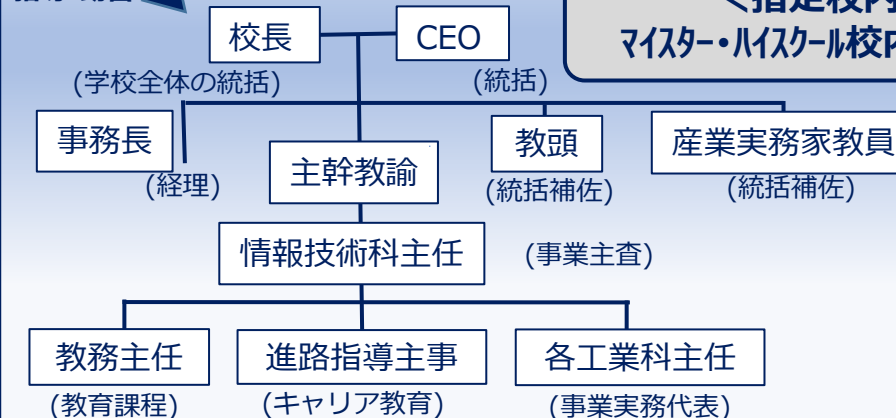 <指定校内
マイスター・ハイスクール校内
校長
CEO
(学校全体の統括)
(統括)
事務長
(経理)
主幹教諭
教頭
(統括補佐)
産業実務家教員
(統括補佐)
情報技術科主任
(事業主査)
教務主任
進路指導主事
各工業科主任
(教育課程)
(キャリア教育)
(事業実務代表)